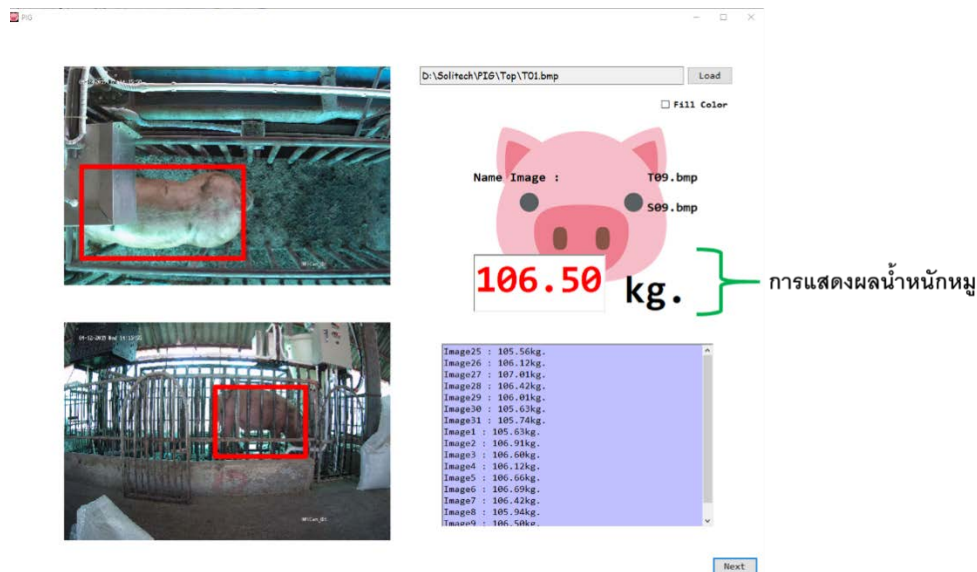 PIG
D:\Solitech\PIG\Top\T01.bmp
Load
Fill Color
Name Image :
T09.bmp
S09.bmp
106.50
kg.
การแสดงผลน้ำหนักหมู
Image25 : 105.56kg.
Image26 : 106.12kg.
Image27 : 107.01kg.
Image28 : 106.42kg.
Image29 : 106.01kg.
Image30 : 105.63kg.
Image31 : 105.74kg.
Image1 : 105.63kg.
Image2 : 106.91kg.
Image3 : 106.60kg.
Image4 : 106.12kg.
Image5 : 106.66kg.
Image6 : 106.69kg.
Image7 : 106.42kg.
Image8 : 105.94kg.
Image9 : 106.50kg.
Next